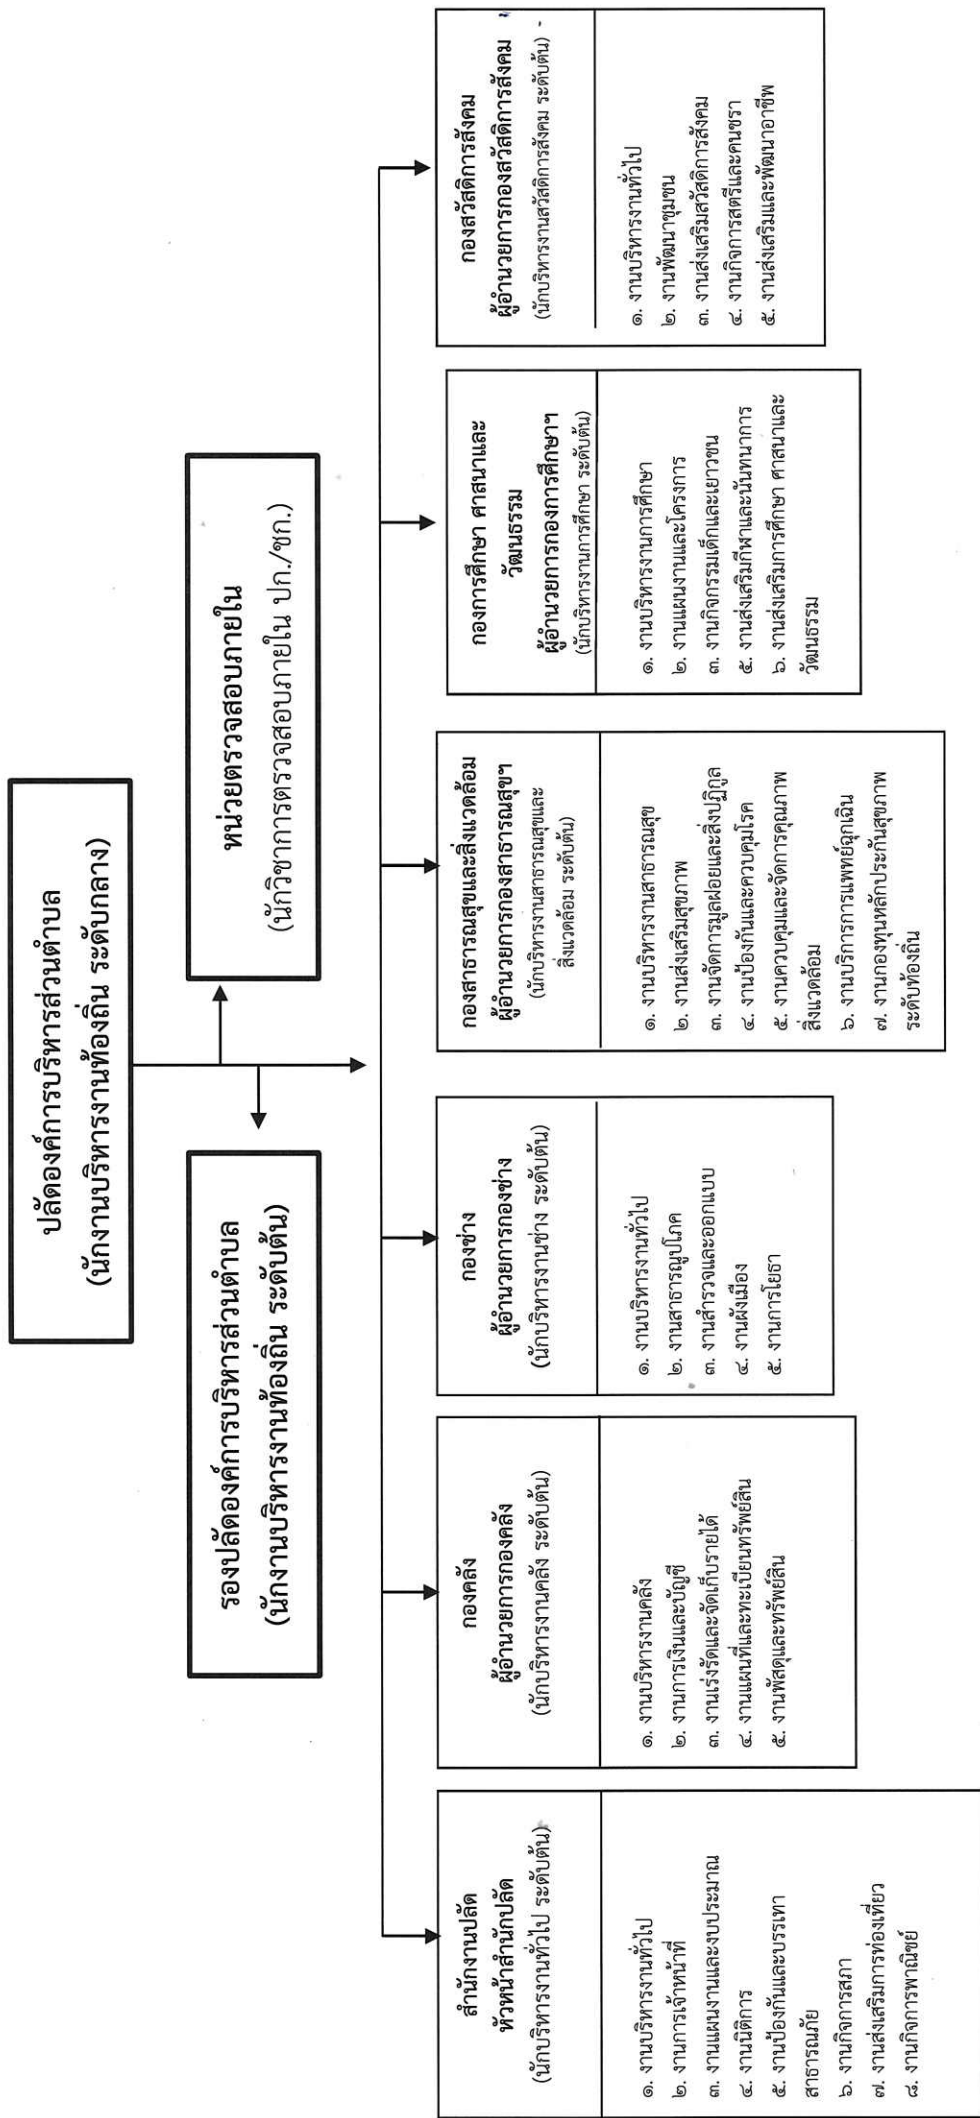 ปลัดองค์การบริหารส่วนตำบล
(นักงานบริหารงานท้องถิ่น ระดับกลาง)
รองปลัดองค์การบริหารส่วนตำบล
(นักงานบริหารงานท้องถิ่น ระดับต้น)
หน่วยตรวจสอบภายใน
(นักวิชาการตรวจสอบภายใน ปก./ชก.)
สำนักงานปลัด
หัวหน้าสำนักปลัด
(นักบริหารงานทั่วไป ระดับต้น)
๑. งานบริหารงานทั่วไป
๒. งานการเจ้าหน้าที่
๓. งานแผนงานและงบประมาณ
๔. งานนิติการ
๕. งานป้องกันและบรรเทา
สาธารณภัย
๖. งานกิจการสภา
๗. งานส่งเสริมการท่องเที่ยว
๘. งานกิจการพาณิชย์
กองคลัง
ผู้อำนวยการกองคลัง
(นักบริหารงานคลัง ระดับต้น)
๑. งานบริหารงานคลัง
๒. งานการเงินและบัญชี
๓. งานเร่งรัดและจัดเก็บรายได้
๔. งานแผนที่และทะเบียนทรัพย์สิน
๕. งานพัสดุและทรัพย์สิน
กองช่าง
ผู้อำนวยการกองช่าง
(นักบริหารงานช่าง ระดับต้น)
๑. งานบริหารงานทั่วไป
๒. งานสาธารณูปโภค
๓. งานสำรวจและออกแบบ
๔. งานผังเมือง
๕. งานการโยธา
กองสาธารณสุขและสิ่งแวดล้อม
ผู้อำนวยการกองสาธารณสุขฯ
(นักบริหารงานสาธารณสุขและ
สิ่งแวดล้อม ระดับต้น)
๑. งานบริหารงานสาธารณสุข
๒. งานส่งเสริมสุขภาพ
๓. งานจัดการมูลฝอยและสิ่งปฏิกูล
๔. งานป้องกันและควบคุมโรค
๕. งานควบคุมและจัดการคุณภาพ
สิ่งแวดล้อม
๖. งานบริการการแพทย์ฉุกเฉิน
๗. งานกองทุนหลักประกันสุขภาพ
ระดับท้องถิ่น
กองการศึกษา ศาสนาและ
วัฒนธรรม
ผู้อำนวยการกองการศึกษาฯ
(นักบริหารงานการศึกษา ระดับต้น)
๑. งานบริหารงานการศึกษา
๒. งานแผนงานและโครงการ
๓. งานกิจกรรมเด็กและเยาวชน
๕. งานส่งเสริมกีฬาและนันทนาการ
๖. งานส่งเสริมการศึกษา ศาสนาและ
วัฒนธรรม
กองสวัสดิการสังคม
ผู้อำนวยการกองสวัสดิการสังคม
(นักบริหารงานสวัสดิการสังคม ระดับต้น) -
๑. งานบริหารงานทั่วไป
๒. งานพัฒนาชุมชน
๓. งานส่งเสริมสวัสดิการสังคม
๔. งานกิจการสตรีและคนชรา
๕. งานส่งเสริมและพัฒนาอาชีพ